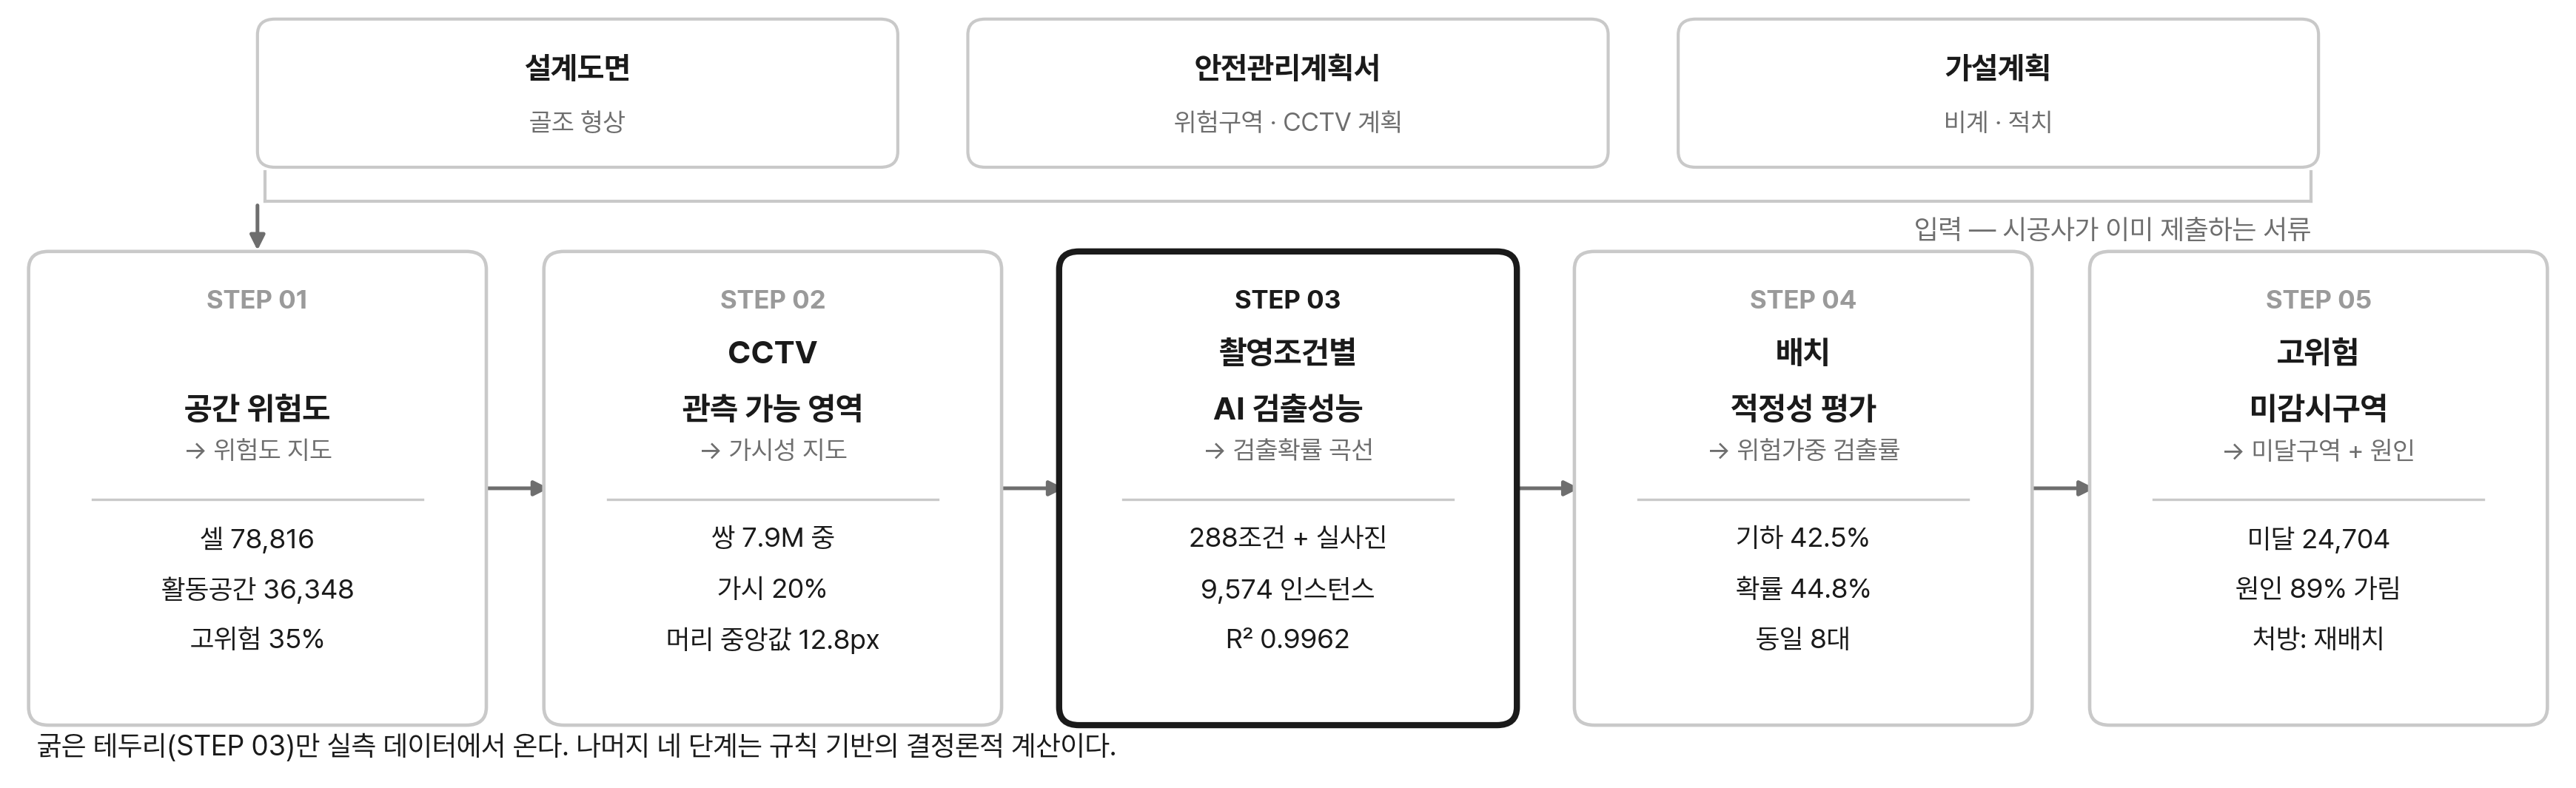 설계도면
골조 형상
안전관리계획서
위험구역 · CCTV 계획
가설계획
비계 · 적치
입력 — 시공사가 이미 제출하는 서류
STEP 01
공간 위험도
→ 위험도 지도
셀 78,816
활동공간 36,348
고위험 35%
STEP 02
CCTV
관측 가능 영역
→ 가시성 지도
쌍 7.9M 중
가시 20%
머리 중앙값 12.8px
STEP 03
촬영조건별
AI 검출성능
→ 검출확률 곡선
288조건 + 실사진
9,574 인스턴스
R² 0.9962
STEP 04
배치
적정성 평가
→ 위험가중 검출률
기하 42.5%
확률 44.8%
동일 8대
STEP 05
고위험
미감시구역
→ 미달구역 + 원인
미달 24,704
원인 89% 가림
처방: 재배치
굵은 테두리(STEP 03)만 실측 데이터에서 온다. 나머지 네 단계는 규칙 기반의 결정론적 계산이다.